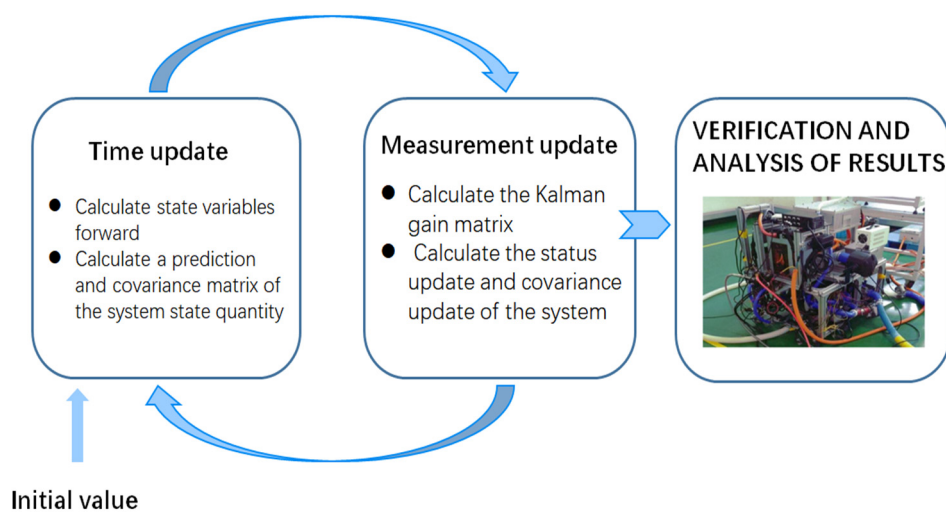 Time update
● Calculate state variables
forward
● Calculate a prediction
and covariance matrix of
the system state quantity
Measurement update
● Calculate the Kalman
gain matrix
● Calculate the status
update and covariance
update of the system
VERIFICATION AND
ANALYSIS OF RESULTS
Initial value